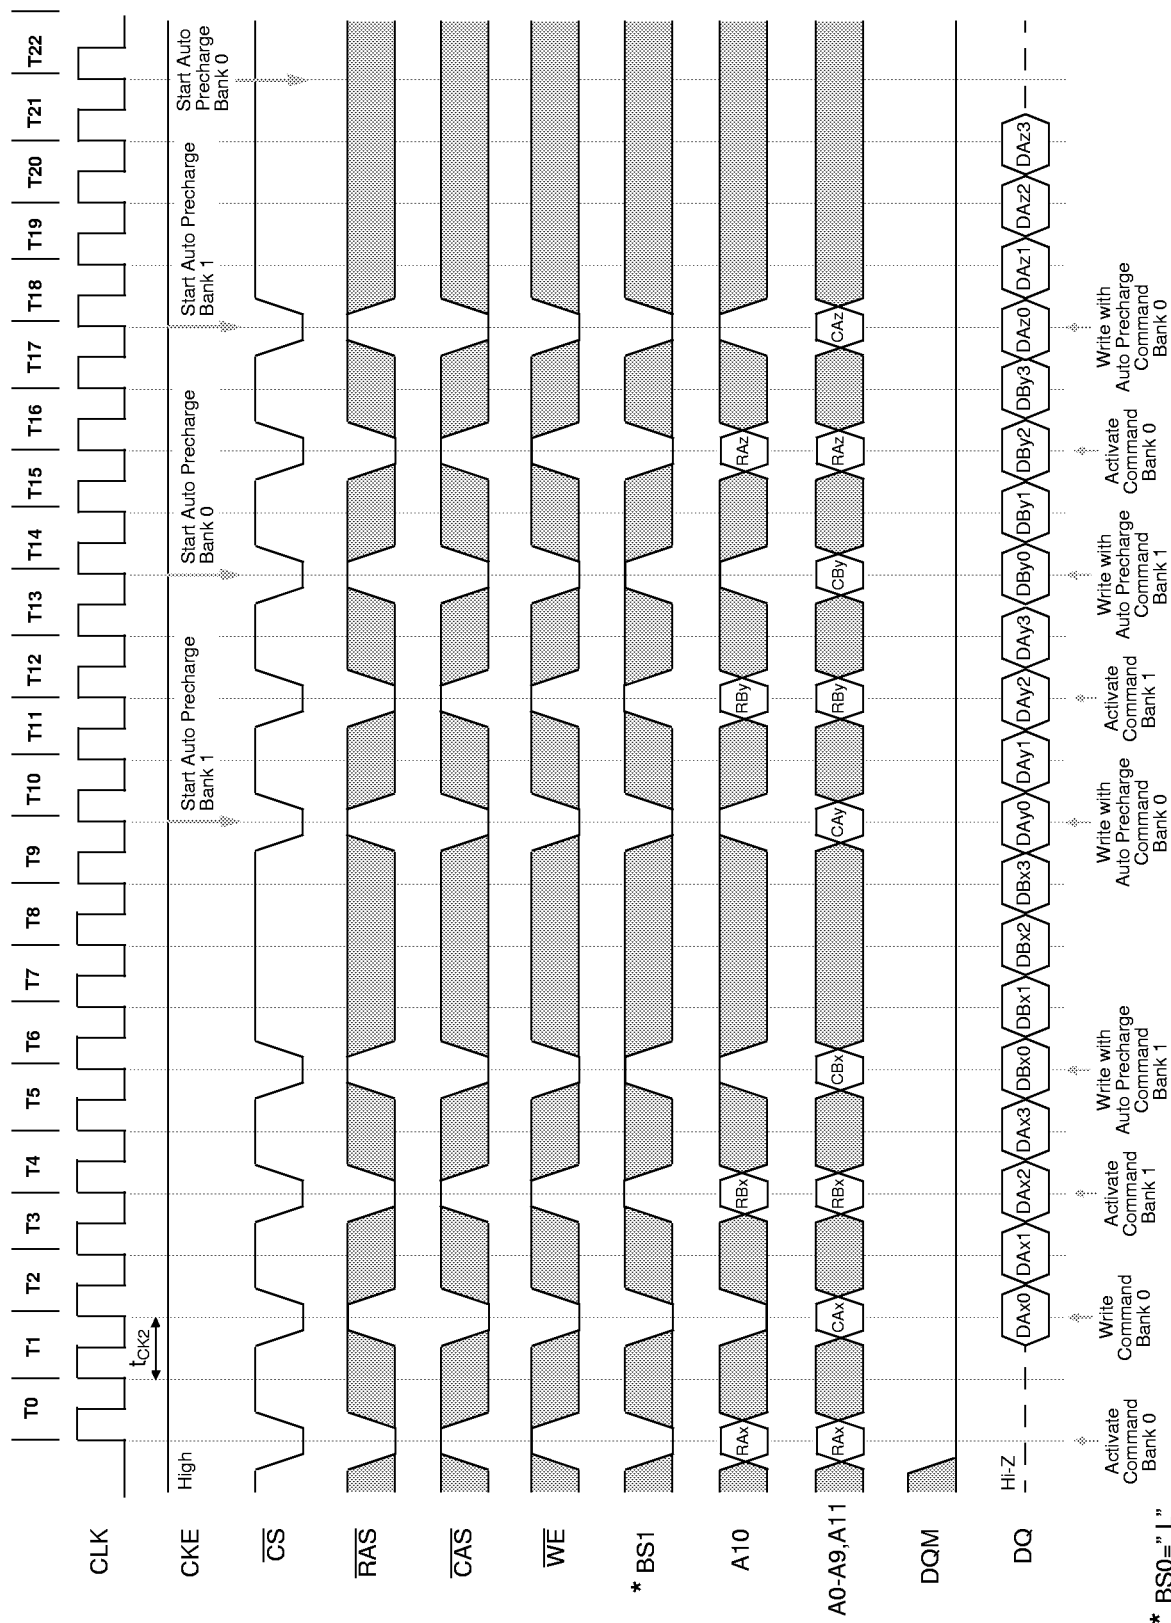 T0 T1 T2 T3 T4 T5 T6 T7 T8 T9 T10 T11 T12 T13 T14 T15 T16 T17 T18 T19 T20 T21 T22
CLK
tCK2
CKE
High
Start Auto Precharge
Bank 1
Start Auto Precharge
Bank 0
Start Auto Precharge
Bank 1
Start Auto
Precharge
Bank 0
CS
RAS
CAS
WE
* BS1
A10
RAx RBx RBy RAz
A0-A9,A11
RAx CAx RBx CBx CAy RBy CBy RAz CAz
DQM
DQ
Hi-Z
DAx0 DAx1 DAx2 DAx3 DBx0 DBx1 DBx2 DBx3 DAy0 DAy1 DAy2 DAy3 DBy0 DBy1 DBy2 DBy3 DAz0 DAz1 DAz2 DAz3
Activate
Command
Bank 0
Write
Command
Bank 0
Activate
Command
Bank 1
Write with
Auto Precharge
Command
Bank 1
Write with
Auto Precharge
Command
Bank 0
Activate
Command
Bank 1
Write with
Auto Precharge
Command
Bank 1
Activate
Command
Bank 0
Write with
Auto Precharge
Command
Bank 0
* BS0="L"